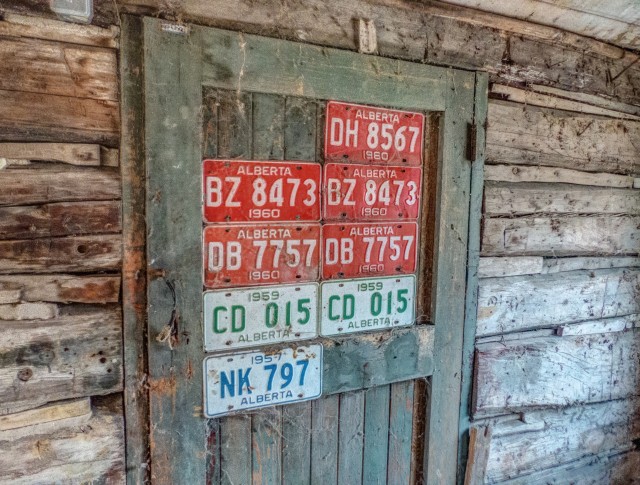 ALBERTA
DH 8567
1960
ALBERTA
BZ 8473
1960
ALBERTA
BZ 8473
1960
ALBERTA
DB 7757
1960
ALBERTA
DB 7757
1960
1959
CD 015
ALBERTA
1959
CD 015
ALBERTA
1957
NK 797
ALBERTA